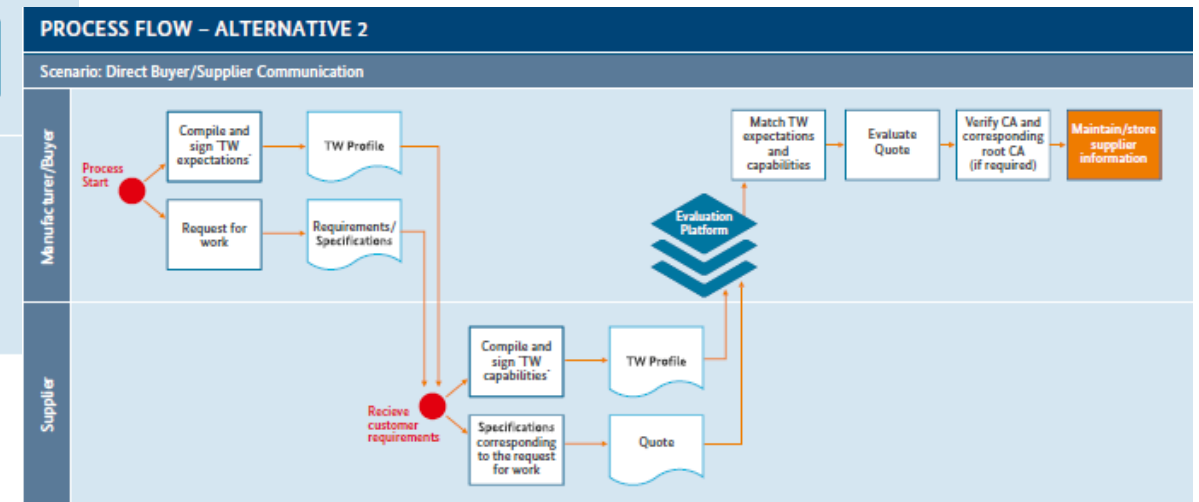 PROCESS FLOW – ALTERNATIVE 2
Scenario: Direct Buyer/Supplier Communication
Manufacturer/Buyer
Process
Start
Compile and
sign "TW
expectations"
TW Profile
Request for
work
Requirements/
Specifications
Match TW
expectations
and
capabilities
Evaluate
Quote
Verify CA and
corresponding
root CA
(if required)
Maintain/store
supplier
information
Evaluation
Platform
Supplier
Recieve
customer
requirements
Compile and
sign "TW
capabilities"
TW Profile
Specifications
corresponding
to the request
for work
Quote